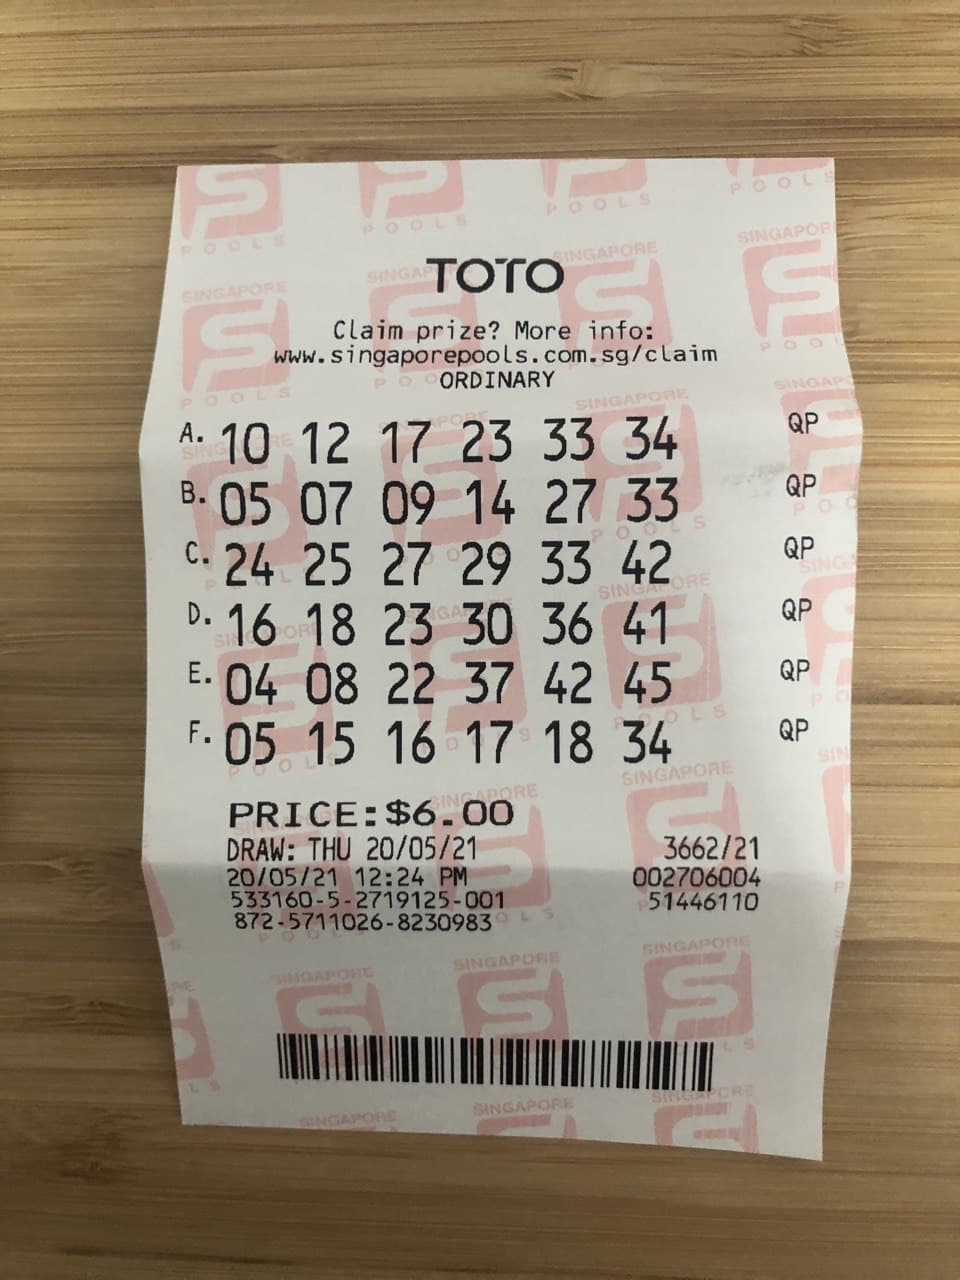 TOTO
Claim prize? More info:
www.singaporepools.com.sg/claim
ORDINARY
A. 10 12 17 23 33 34 QP
B. 05 07 09 14 27 33 QP
C. 24 25 27 29 33 42 QP
D. 16 18 23 30 36 41 QP
E. 04 08 22 37 42 45 QP
F. 05 15 16 17 18 34 QP
PRICE:$6.00
DRAW: THU 20/05/21 3662/21
20/05/21 12:24 PM 002706004
533160-5-2719125-001 51446110
872-5711026-8230983
SINGAPORE
POOLS